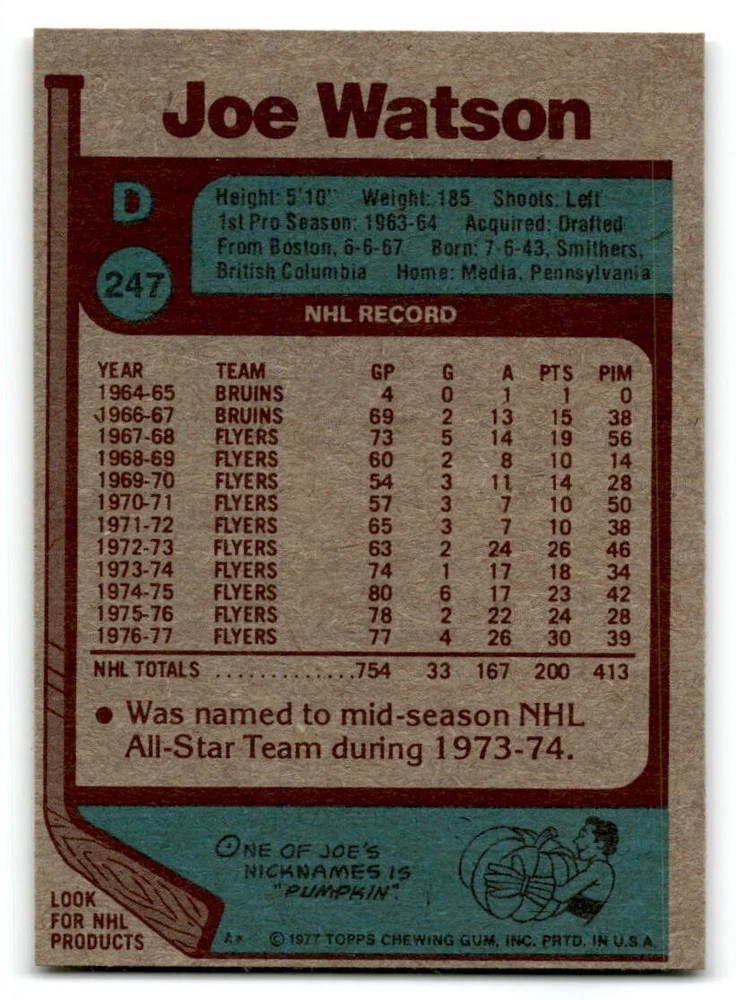 Joe Watson
D
247
Height: 5'10" Weight: 185 Shoots: Left
1st Pro Season: 1963-64 Acquired: Drafted
From Boston, 6-6-67 Born: 7-6-43, Smithers,
British Columbia Home: Media, Pennsylvania
NHL RECORD
YEAR TEAM GP G A PTS PIM
1964-65 BRUINS 4 0 1 1 0
1966-67 BRUINS 69 2 13 15 38
1967-68 FLYERS 73 5 14 19 56
1968-69 FLYERS 60 2 8 10 14
1969-70 FLYERS 54 3 11 14 28
1970-71 FLYERS 57 3 7 10 50
1971-72 FLYERS 65 3 7 10 38
1972-73 FLYERS 63 2 24 26 46
1973-74 FLYERS 74 1 17 18 34
1974-75 FLYERS 80 6 17 23 42
1975-76 FLYERS 78 2 22 24 28
1976-77 FLYERS 77 4 26 30 39
NHL TOTALS .............754 33 167 200 413
• Was named to mid-season NHL
All-Star Team during 1973-74.
ONE OF JOE'S
NICKNAMES IS
"PUMPKIN".
LOOK
FOR NHL
PRODUCTS
A* © 1977 TOPPS CHEWING GUM, INC. PRTD. IN U.S.A.